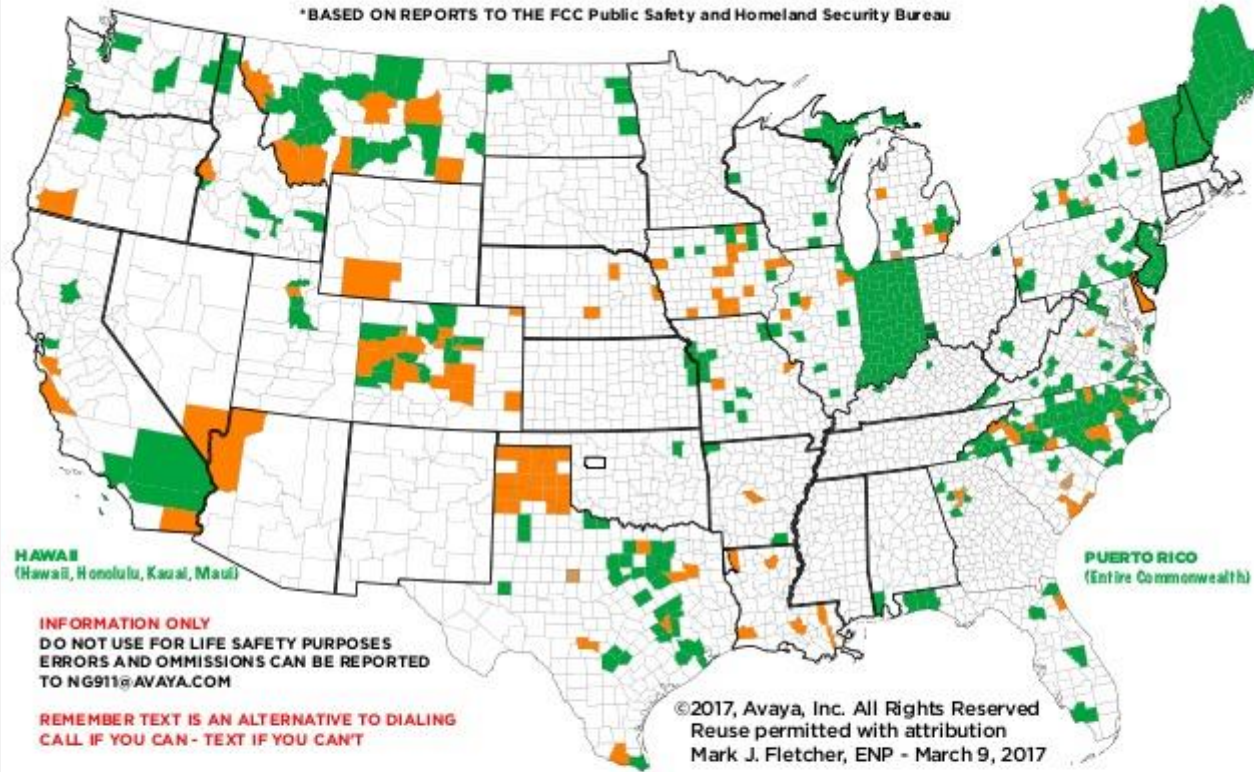 *BASED ON REPORTS TO THE FCC Public Safety and Homeland Security Bureau
HAWAII
(Hawaii, Honolulu, Kauai, Maui)
PUERTO RICO
(Entire Commonwealth)
INFORMATION ONLY
DO NOT USE FOR LIFE SAFETY PURPOSES
ERRORS AND OMMISSIONS CAN BE REPORTED
TO NG911@AVAYA.COM
REMEMBER TEXT IS AN ALTERNATIVE TO DIALING
CALL IF YOU CAN - TEXT IF YOU CAN'T
©2017, Avaya, Inc. All Rights Reserved
Reuse permitted with attribution
Mark J. Fletcher, ENP - March 9, 2017